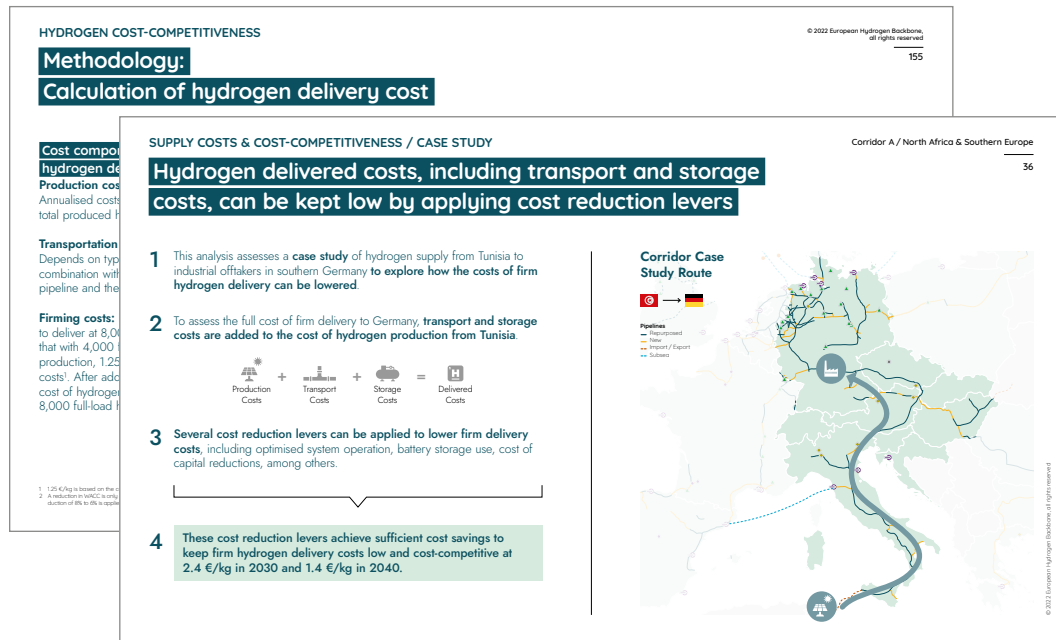 HYDROGEN COST-COMPETITIVENESS
© 2022 European Hydrogen Backbone,
all rights reserved
155
Methodology:
Calculation of hydrogen delivery cost
Cost
hydrogen
Production
Annualised costs
total produced
Transportation
Depends on
combination
pipeline and the
Firming costs:
to deliver at
that with 4,000
production,
costs¹. After
cost of
8,000 full-load
1 1.25 €/kg is based on the
2 A reduction in WACC is only
duction of 8% to 6% is
SUPPLY COSTS & COST-COMPETITIVENESS / CASE STUDY
Corridor A / North Africa & Southern Europe
36
Hydrogen delivered costs, including transport and storage
costs, can be kept low by applying cost reduction levers
1 This analysis assesses a case study of hydrogen supply from Tunisia to
industrial offtakers in southern Germany to explore how the costs of firm
hydrogen delivery can be lowered.
2 To assess the full cost of firm delivery to Germany, transport and storage
costs are added to the cost of hydrogen production from Tunisia.
+ + =
H
Production Transport Storage Delivered
Costs Costs Costs Costs
3 Several cost reduction levers can be applied to lower firm delivery
costs, including optimised system operation, battery storage use, cost of
capital reductions, among others.
4 These cost reduction levers achieve sufficient cost savings to
keep firm hydrogen delivery costs low and cost-competitive at
2.4 €/kg in 2030 and 1.4 €/kg in 2040.
Corridor Case
Study Route
Pipelines
Repurposed
New
Import / Export
Subsea
© 2022 European Hydrogen Backbone, all rights reserved